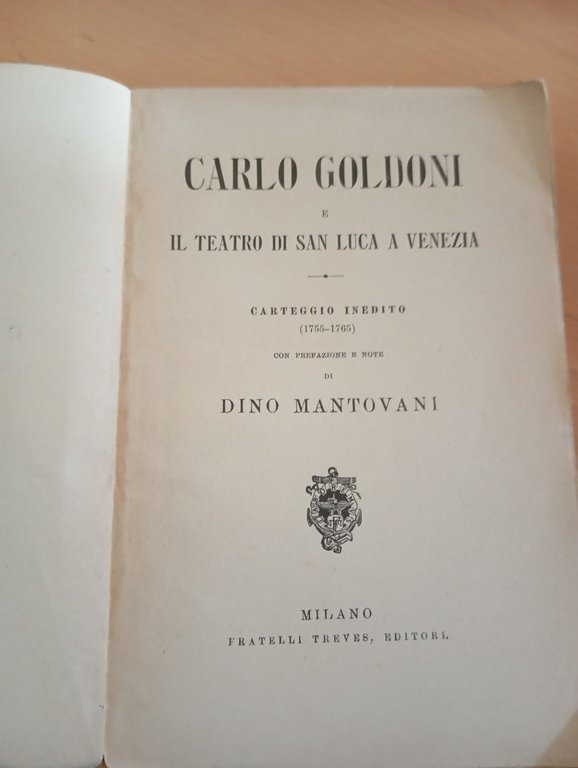 CARLO GOLDONI
E
IL TEATRO DI SAN LUCA A VENEZIA
CARTEGGIO INEDITO
(1755-1765)
CON PREFAZIONE E NOTE
DI
DINO MANTOVANI
MILANO
FRATELLI TREVES, EDITORI.